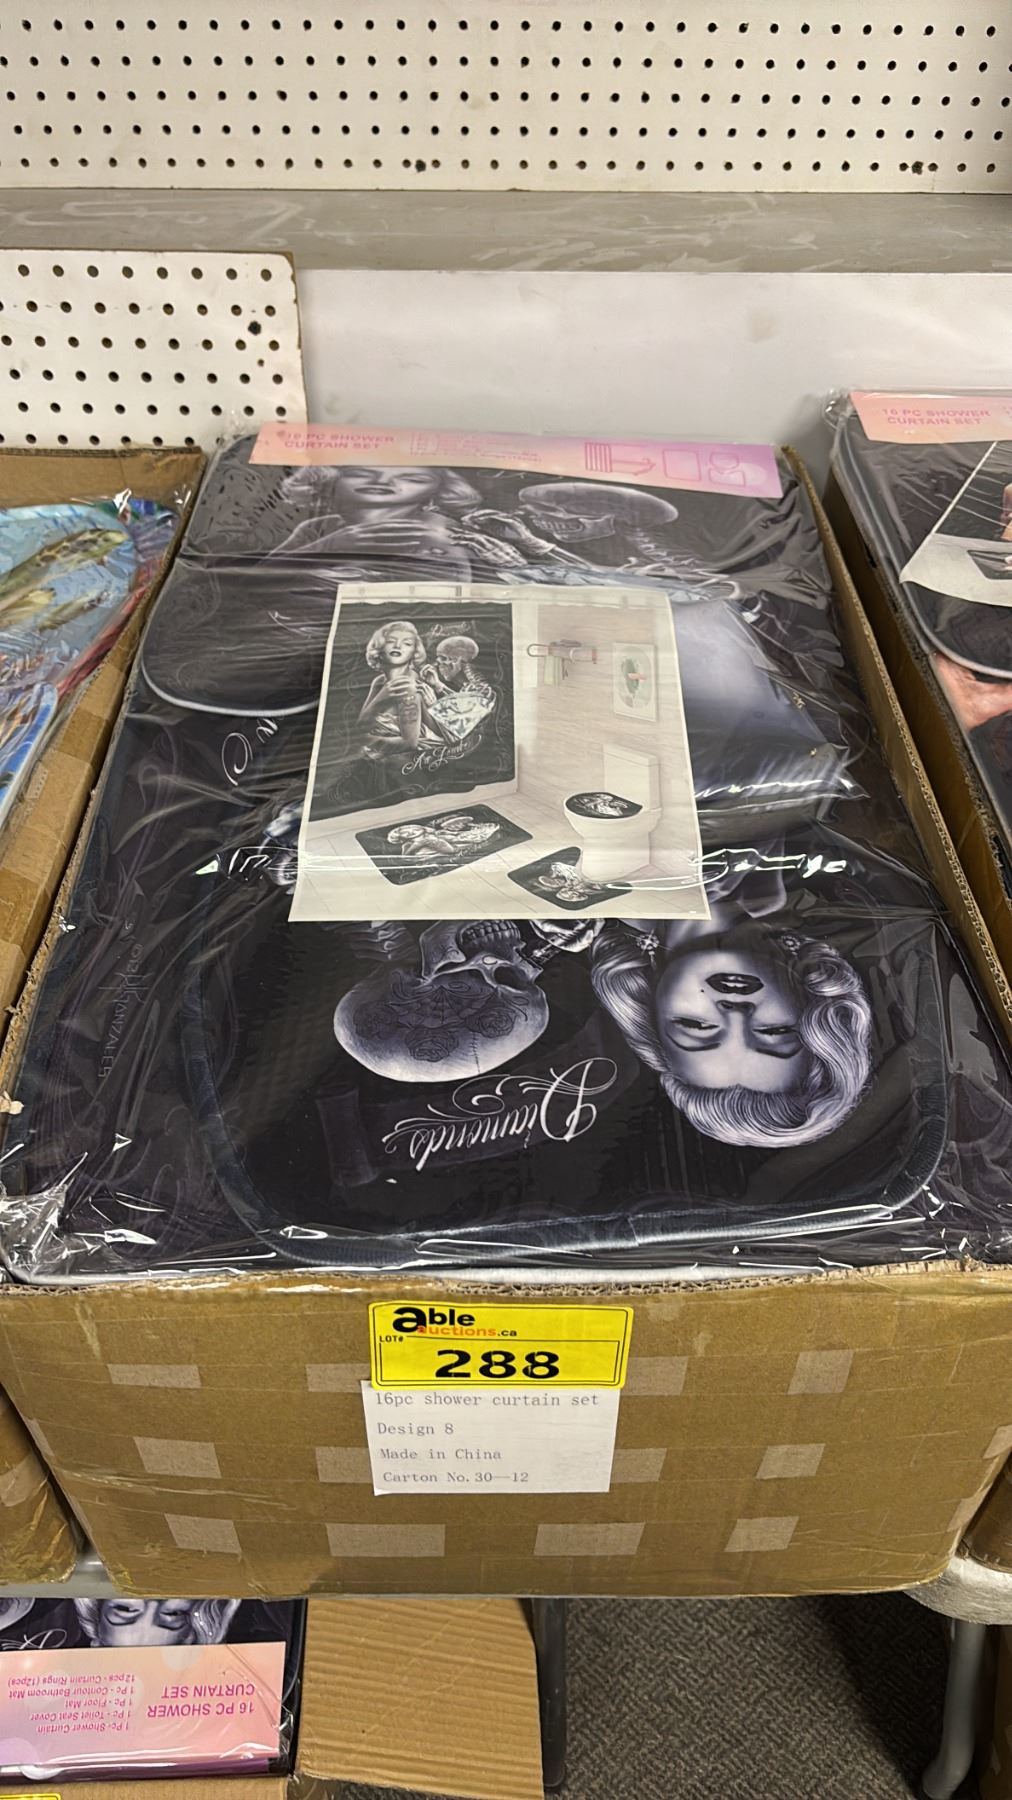 16 PC SHOWER
CURTAIN SET
16 PC SHOWER
CURTAIN SET
Diamonds
Diamonds
able
auctions.ca
LOT#
288
16pc shower curtain set
Design 8
Made in China
Carton No. 30—12
16 PC SHOWER
CURTAIN SET
1 Pc - Shower Curtain
1 Pc - Toilet Seat Cover
1 Pc - Floor Mat
1 Pc - Contour Bathroom Mat
12pcs - Curtain Rings (12pcs)